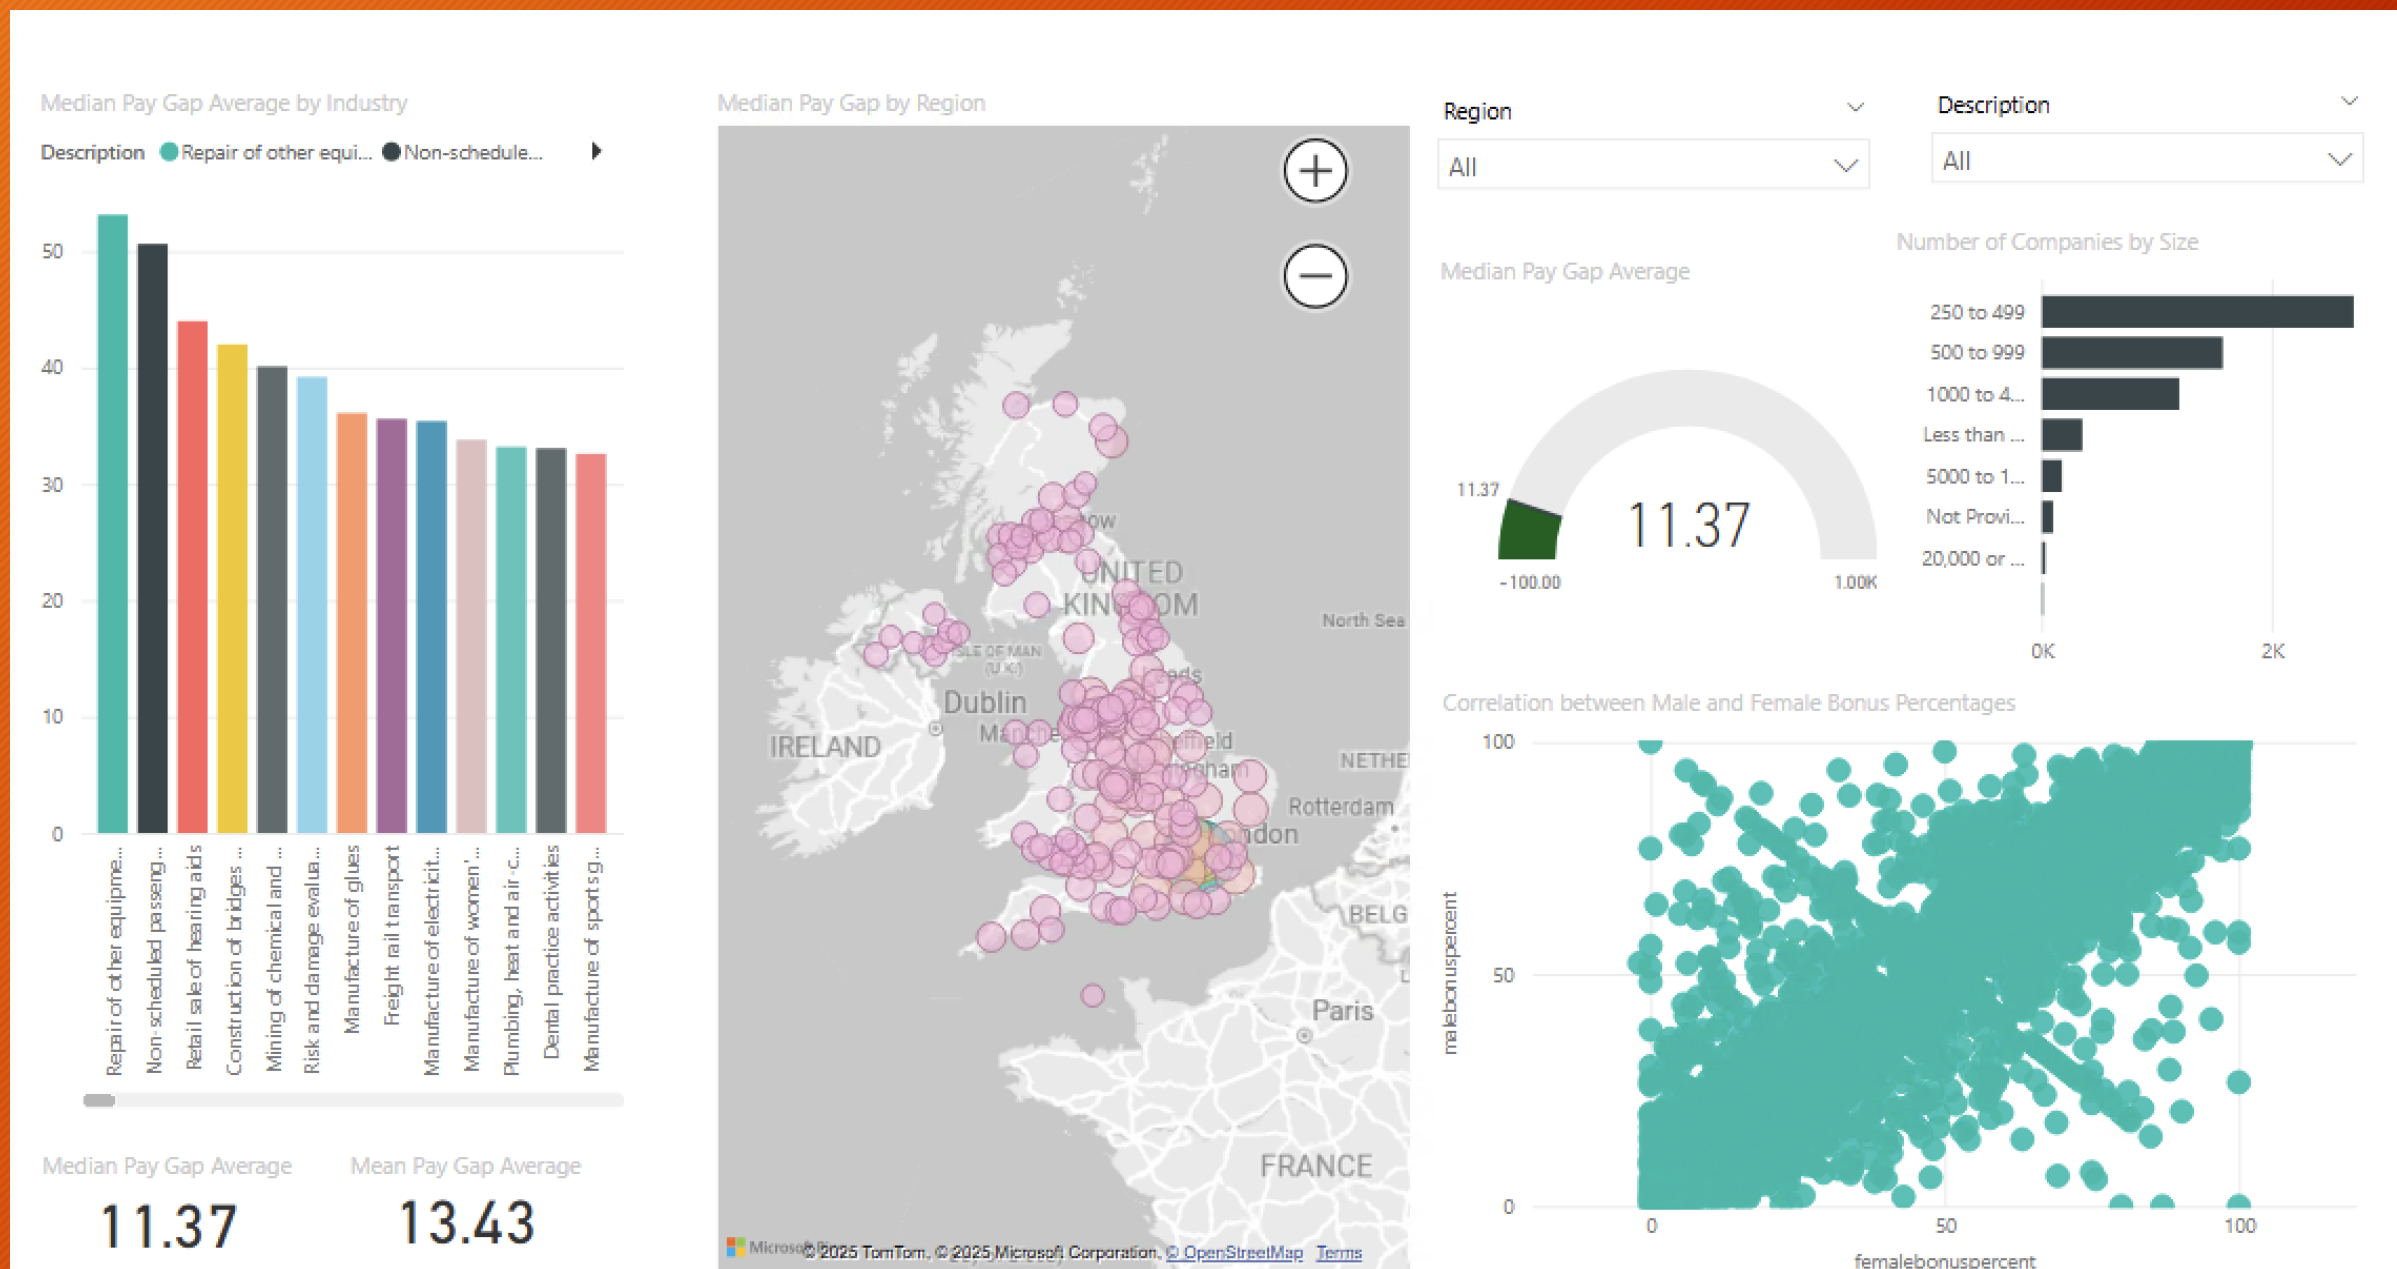 Median Pay Gap Average by Industry
Description Repair of other equi... Non-schedule...
50
40
30
20
10
0
Repair of other equipme...
Non-scheduled passeng...
Retail sale of hearing aids
Construction of bridges ...
Mining of chemical and ...
Risk and damage evalua...
Manufacture of glues
Freight rail transport
Manufacture of electricit...
Manufacture of women'...
Plumbing, heat and air-c...
Dental practice activities
Manufacture of sports g...
Median Pay Gap Average
11.37
Mean Pay Gap Average
13.43
Median Pay Gap by Region
UNITED
KINGDOM
North Sea
ISLE OF MAN
(U.K.)
Dublin
IRELAND
NETHE
Rotterdam
BELG
Paris
FRANCE
© 2025 TomTom, © 2025 Microsoft Corporation, © OpenStreetMap Terms
Region
All
Description
All
Median Pay Gap Average
11.37
11.37
-100.00
1.00K
Number of Companies by Size
250 to 499
500 to 999
1000 to 4...
Less than ...
5000 to 1...
Not Provi...
20,000 or ...
0K
2K
Correlation between Male and Female Bonus Percentages
malebonuspercent
100
50
0
0
50
100
femalebonuspercent